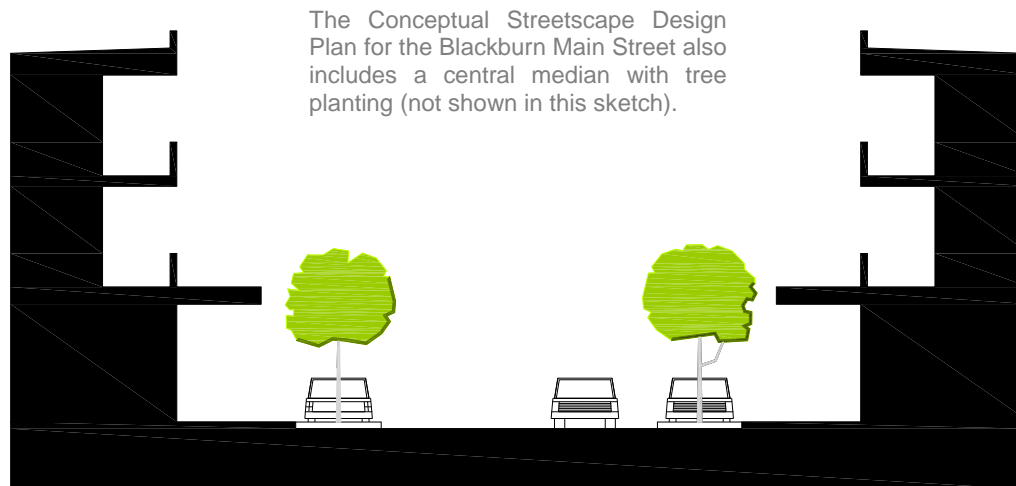 The Conceptual Streetscape Design
Plan for the Blackburn Main Street also
includes a central median with tree
planting (not shown in this sketch).